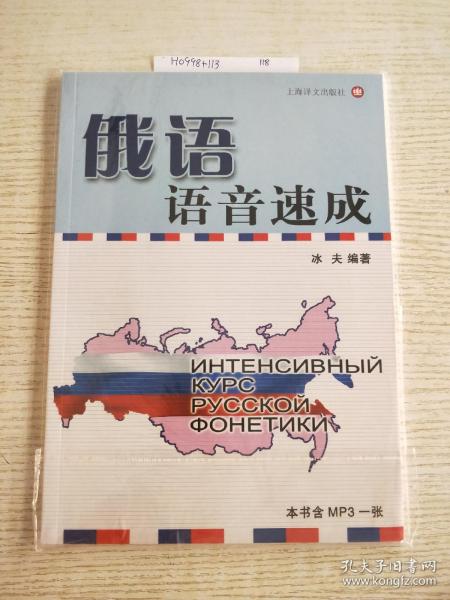 H0998+113 118
上海译文出版社
俄语
语音速成
冰夫 编著
ИНТЕНСИВНЫЙ
КУРС
РУССКОЙ
ФОНЕТИКИ
本书含 MP3 一张
孔夫子旧书网
www.kongfz.com